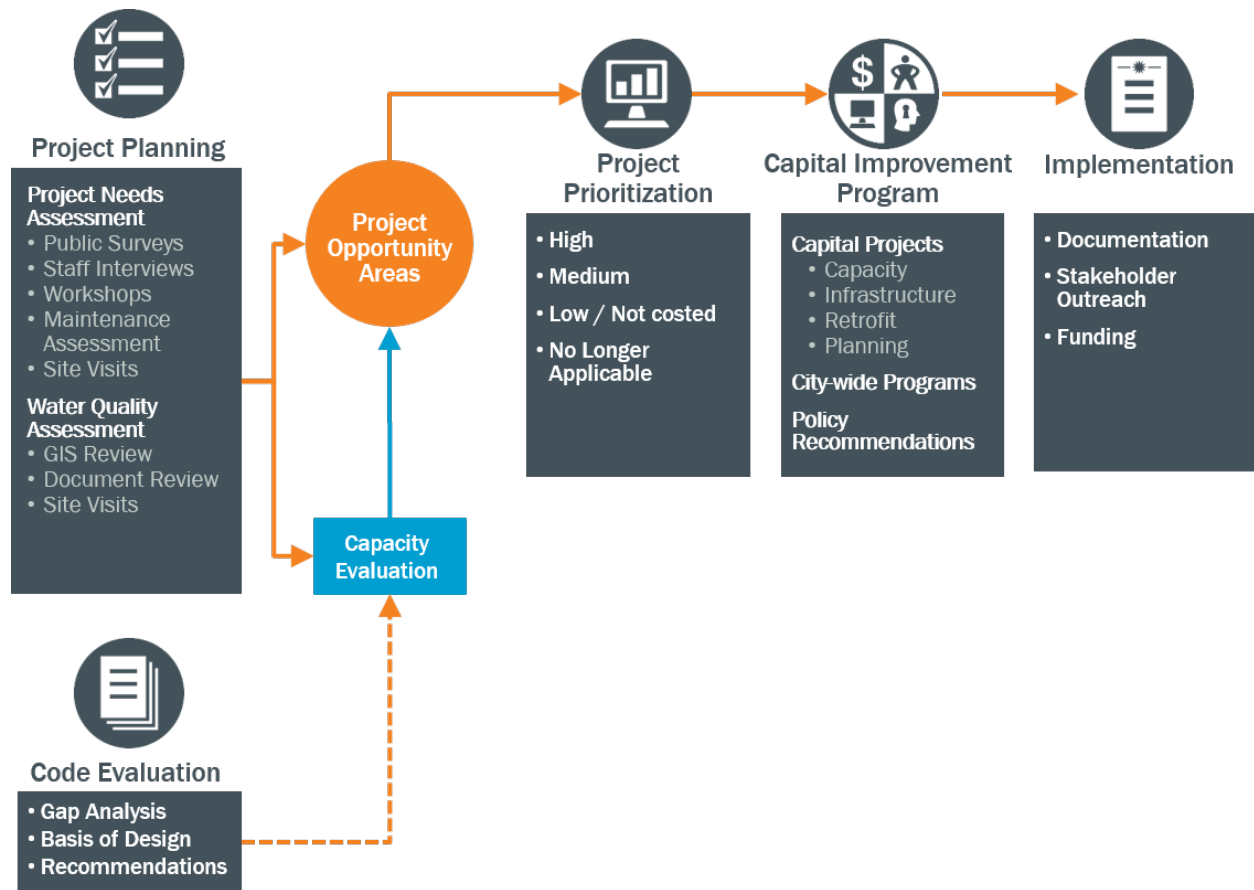 Project Planning
Project Needs
Assessment
• Public Surveys
• Staff Interviews
• Workshops
• Maintenance
Assessment
• Site Visits
Water Quality
Assessment
• GIS Review
• Document Review
• Site Visits
Code Evaluation
• Gap Analysis
• Basis of Design
• Recommendations
Project
Opportunity
Areas
Capacity
Evaluation
Project
Prioritization
• High
• Medium
• Low / Not costed
• No Longer
Applicable
$
Capital Improvement
Program
Capital Projects
• Capacity
• Infrastructure
• Retrofit
• Planning
City-wide Programs
Policy
Recommendations
Implementation
• Documentation
• Stakeholder
Outreach
• Funding